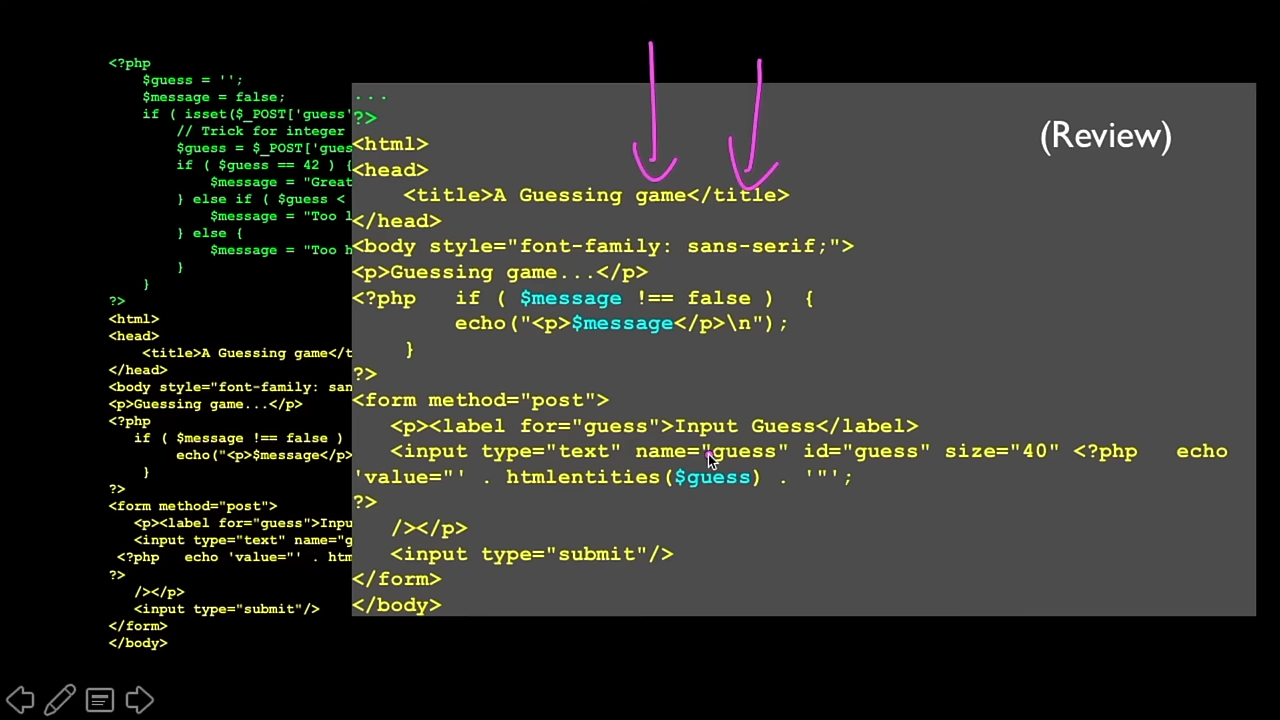 <?php
$guess = '';
$message = false;
if ( isset($_POST['guess'
// Trick for integer
$guess = $_POST['gues
if ( $guess == 42 ) {
$message = "Great
} else if ( $guess <
$message = "Too l
} else {
$message = "Too h
}
}
?>
<html>
<head>
<title>A Guessing game</t
</head>
<body style="font-family: san
<p>Guessing game...</p>
<?php
if ( $message !== false )
echo("<p>$message</p>
}
?>
<form method="post">
<p><label for="guess">Inpu
<input type="text" name="g
<?php   echo 'value="' . htm
?>
/></p>
<input type="submit"/>
</form>
</body>
(Review)
...
?>
<html>
<head>
<title>A Guessing game</title>
</head>
<body style="font-family: sans-serif;">
<p>Guessing game...</p>
<?php   if ( $message !== false )  {
echo("<p>$message</p>\n");
}
?>
<form method="post">
<p><label for="guess">Input Guess</label>
<input type="text" name="guess" id="guess" size="40" <?php   echo
'value="' . htmlentities($guess) . '"';
?>
/></p>
<input type="submit"/>
</form>
</body>